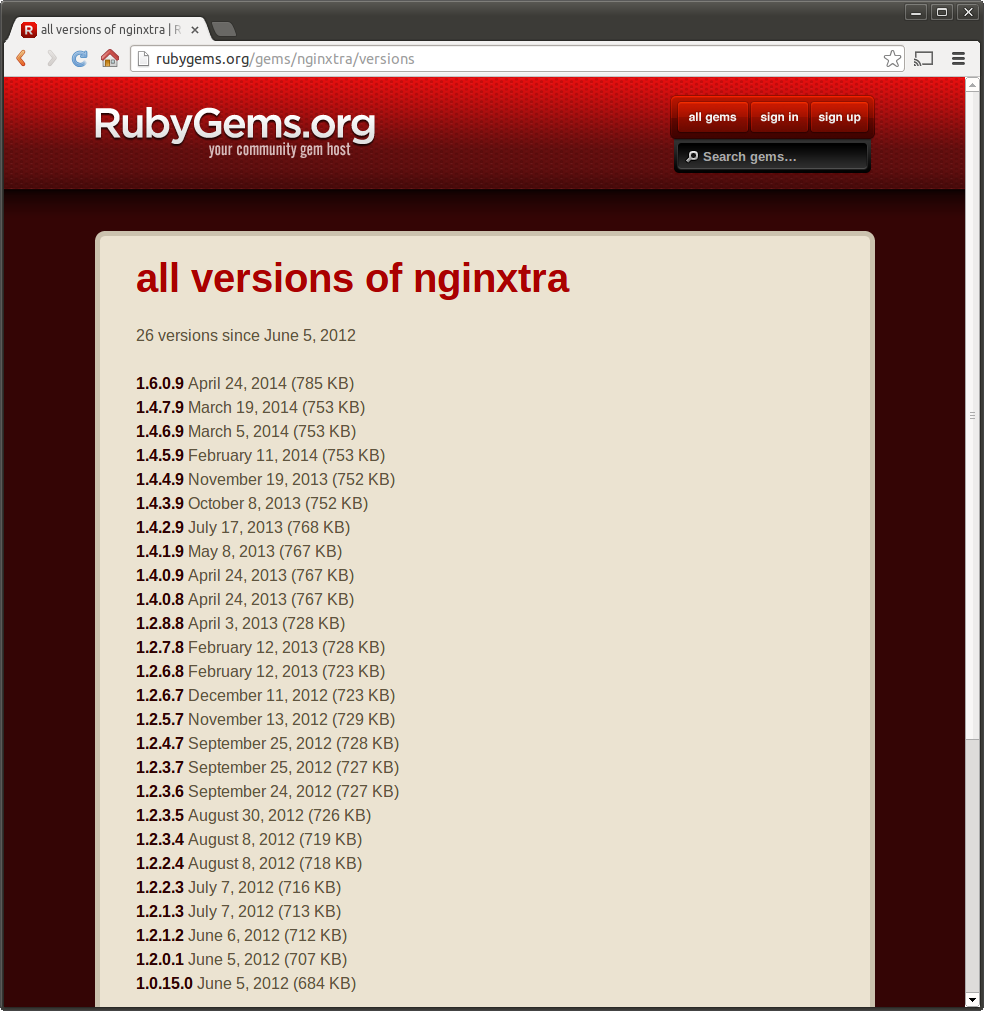 all versions of nginxtra | R
rubygems.org/gems/nginxtra/versions
RubyGems.org
your community gem host
all gems
sign in
sign up
Search gems…
all versions of nginxtra
26 versions since June 5, 2012
1.6.0.9 April 24, 2014 (785 KB)
1.4.7.9 March 19, 2014 (753 KB)
1.4.6.9 March 5, 2014 (753 KB)
1.4.5.9 February 11, 2014 (753 KB)
1.4.4.9 November 19, 2013 (752 KB)
1.4.3.9 October 8, 2013 (752 KB)
1.4.2.9 July 17, 2013 (768 KB)
1.4.1.9 May 8, 2013 (767 KB)
1.4.0.9 April 24, 2013 (767 KB)
1.4.0.8 April 24, 2013 (767 KB)
1.2.8.8 April 3, 2013 (728 KB)
1.2.7.8 February 12, 2013 (728 KB)
1.2.6.8 February 12, 2013 (723 KB)
1.2.6.7 December 11, 2012 (723 KB)
1.2.5.7 November 13, 2012 (729 KB)
1.2.4.7 September 25, 2012 (728 KB)
1.2.3.7 September 25, 2012 (727 KB)
1.2.3.6 September 24, 2012 (727 KB)
1.2.3.5 August 30, 2012 (726 KB)
1.2.3.4 August 8, 2012 (719 KB)
1.2.2.4 August 8, 2012 (718 KB)
1.2.2.3 July 7, 2012 (716 KB)
1.2.1.3 July 7, 2012 (713 KB)
1.2.1.2 June 6, 2012 (712 KB)
1.2.0.1 June 5, 2012 (707 KB)
1.0.15.0 June 5, 2012 (684 KB)